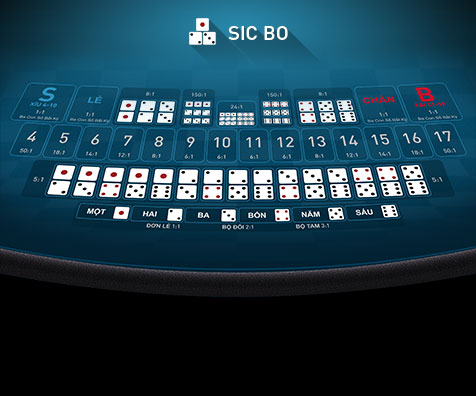 SIC BO
8:1 150:1 24:1 150:1 8:1
S LẺ CHẴN B
XỈU 4-10
1:1 1:1 1:1 1:1
4 5 6 7 8 9 10 11 12 13 14 15 16 17
50:1 18:1 14:1 12:1 8:1 6:1 6:1 6:1 6:1 8:1 12:1 14:1 18:1 50:1
5:1 5:1
MỘT HAI BA BỐN NĂM SÁU
ĐƠN LẺ 1:1 BỘ ĐÔI 2:1 BỘ TAM 3:1